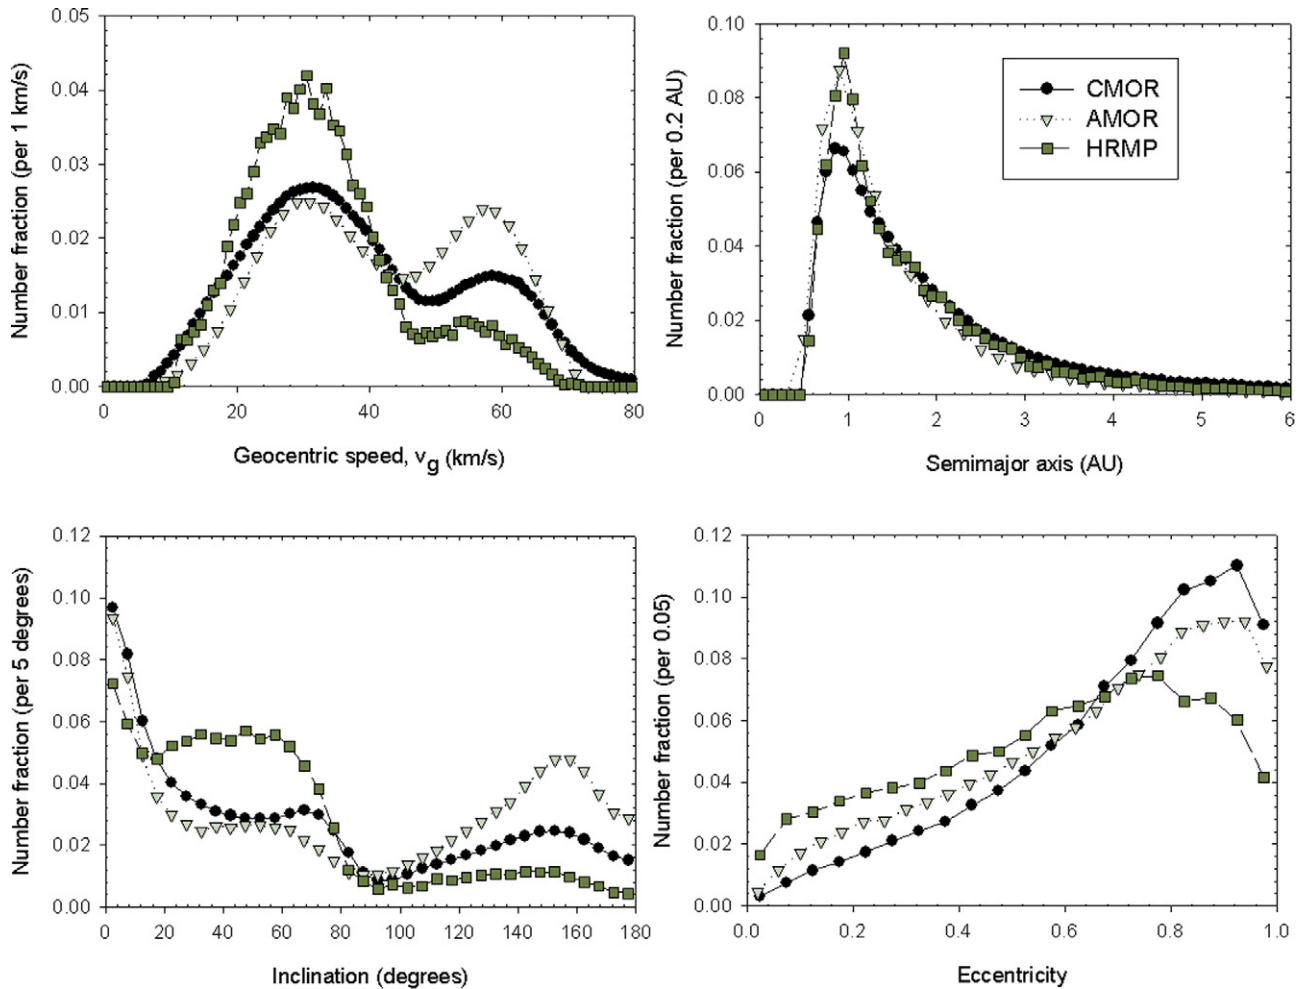 0.05
0.04
0.03
0.02
0.01
0.00
Number fraction (per 1 km/s)
0 20 40 60 80
Geocentric speed, vg (km/s)
0.10
0.08
0.06
0.04
0.02
0.00
Number fraction (per 0.2 AU)
CMOR
AMOR
HRMP
0 1 2 3 4 5 6
Semimajor axis (AU)
0.12
0.10
0.08
0.06
0.04
0.02
0.00
Number fraction (per 5 degrees)
0 20 40 60 80 100 120 140 160 180
Inclination (degrees)
0.12
0.10
0.08
0.06
0.04
0.02
0.00
Number fraction (per 0.05)
0.0 0.2 0.4 0.6 0.8 1.0
Eccentricity